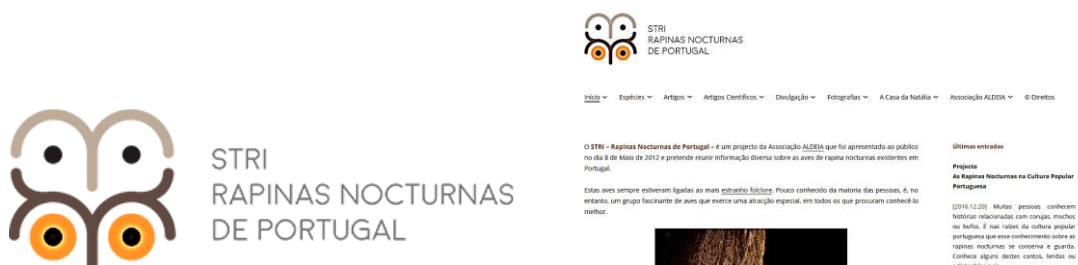 STRI
RAPINAS NOCTURNAS
DE PORTUGAL
STRI
RAPINAS NOCTURNAS
DE PORTUGAL
Início Espécies Artigos Artigos Científicos Divulgação Fotografias A Casa da Natália Associação ALDEIA © Direitos
O STRI – Rapinas Nocturnas de Portugal – é um projecto da Associação ALDEIA que foi apresentado ao público
no dia 8 de Maio de 2012 e pretende reunir informação diversa sobre as aves de rapina nocturnas existentes em
Portugal.
Estas aves sempre estiveram ligadas ao mais estranho folclore. Pouco conhecido da maioria das pessoas, é, no
entanto, um grupo fascinante de aves que exerce uma atracção especial, em todos os que procuram conhecê-lo
melhor.
Últimas entradas
Projecto
As Rapinas Nocturnas na Cultura Popular
Portuguesa
[2016.12.20] Muitas pessoas conhecem
histórias relacionadas com corujas, mochos
ou bufos. É nas raízes da cultura popular
portuguesa que esse conhecimento sobre as
rapinas nocturnas se conserva e guarda.
Conhece alguns destes contos, lendas ou